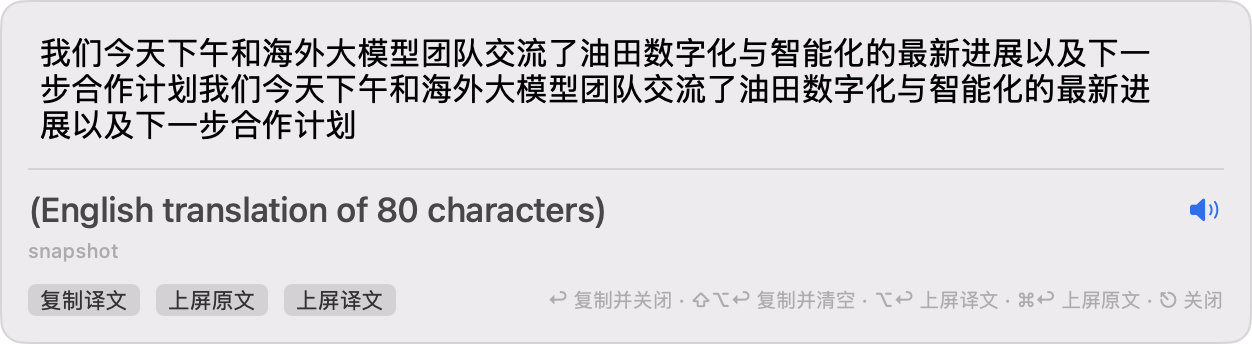 我们今天下午和海外大模型团队交流了油田数字化与智能化的最新进展以及下一
步合作计划我们今天下午和海外大模型团队交流了油田数字化与智能化的最新进
展以及下一步合作计划
(English translation of 80 characters)
snapshot
复制译文 上屏原文 上屏译文 ↩ 复制并关闭 · ⇧⌥↩ 复制并清空 · ⌥↩ 上屏译文 · ⌘↩ 上屏原文 · ⎋ 关闭